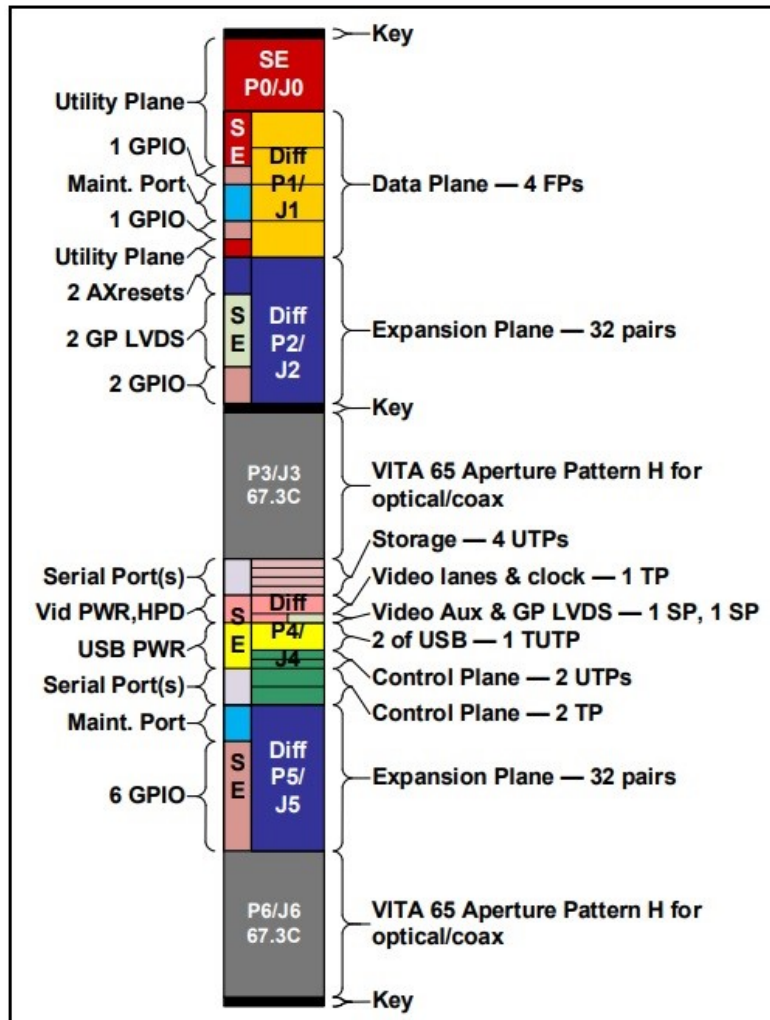 Key
SE
P0/J0
Utility Plane
1 GPIO
Maint. Port
1 GPIO
Utility Plane
SE
Diff
P1/
J1
Data Plane — 4 FPs
2 AXresets
2 GP LVDS
2 GPIO
SE
Diff
P2/
J2
Expansion Plane — 32 pairs
Key
P3/J3
67.3C
VITA 65 Aperture Pattern H for
optical/coax
Serial Port(s)
Vid PWR,HPD
USB PWR
Serial Port(s)
SE
Diff
P4/
J4
Storage — 4 UTPs
Video lanes & clock — 1 TP
Video Aux & GP LVDS — 1 SP, 1 SP
2 of USB — 1 TUTP
Control Plane — 2 UTPs
Control Plane — 2 TP
Maint. Port
6 GPIO
SE
Diff
P5/
J5
Expansion Plane — 32 pairs
P6/J6
67.3C
VITA 65 Aperture Pattern H for
optical/coax
Key